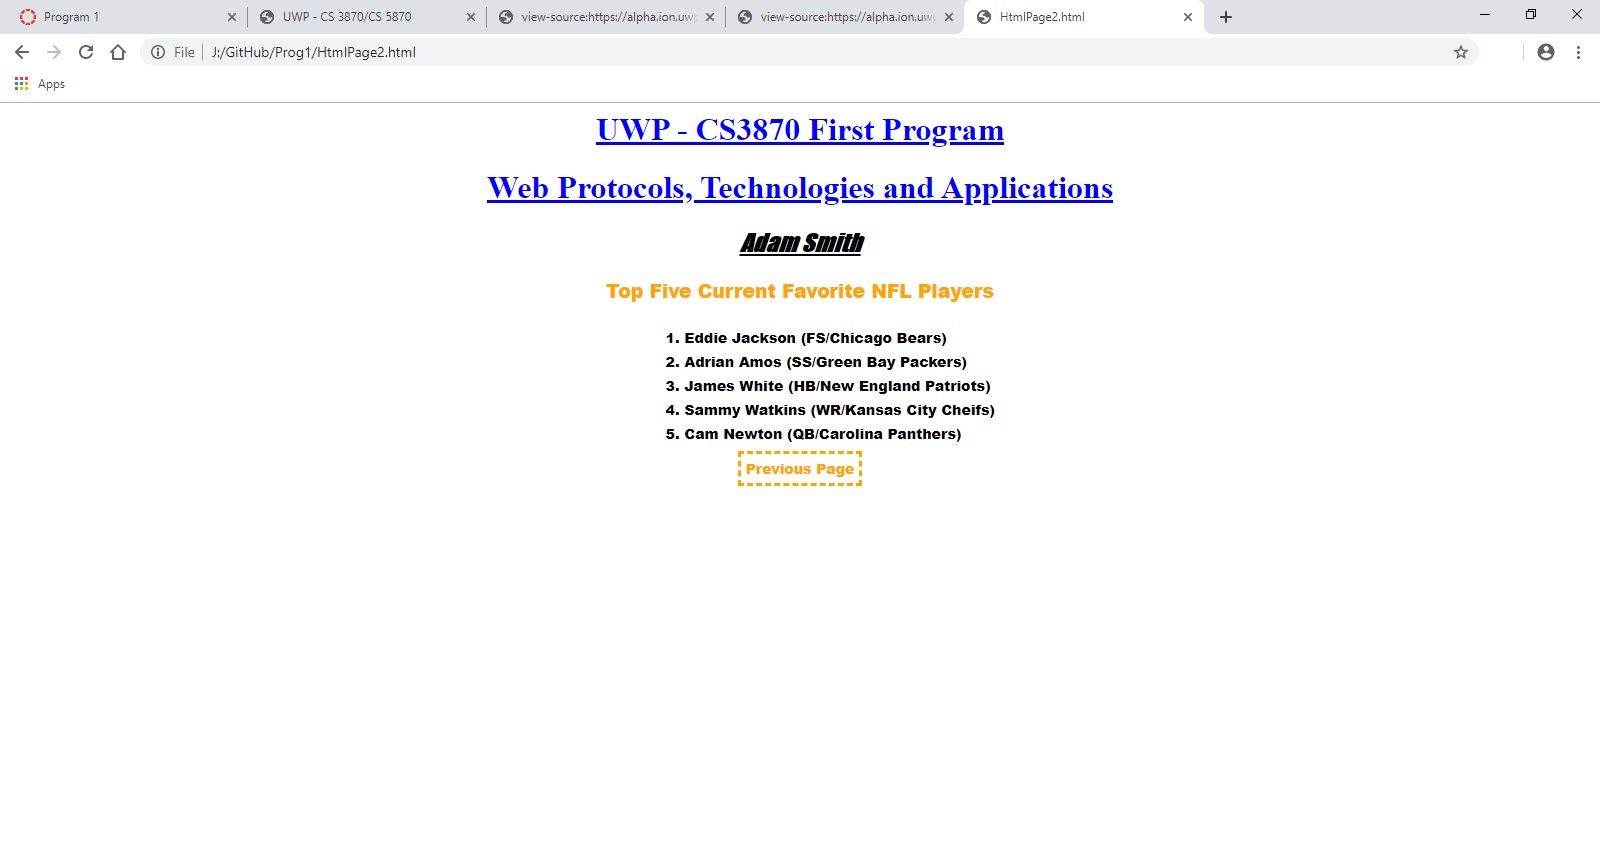 Program 1
UWP - CS 3870/CS 5870
view-source:https://alpha.ion.uw
view-source:https://alpha.ion.uw
HtmlPage2.html
File
J:/GitHub/Prog1/HtmlPage2.html
Apps
UWP - CS3870 First Program
Web Protocols, Technologies and Applications
Adam Smith
Top Five Current Favorite NFL Players
1. Eddie Jackson (FS/Chicago Bears)
2. Adrian Amos (SS/Green Bay Packers)
3. James White (HB/New England Patriots)
4. Sammy Watkins (WR/Kansas City Cheifs)
5. Cam Newton (QB/Carolina Panthers)
Previous Page